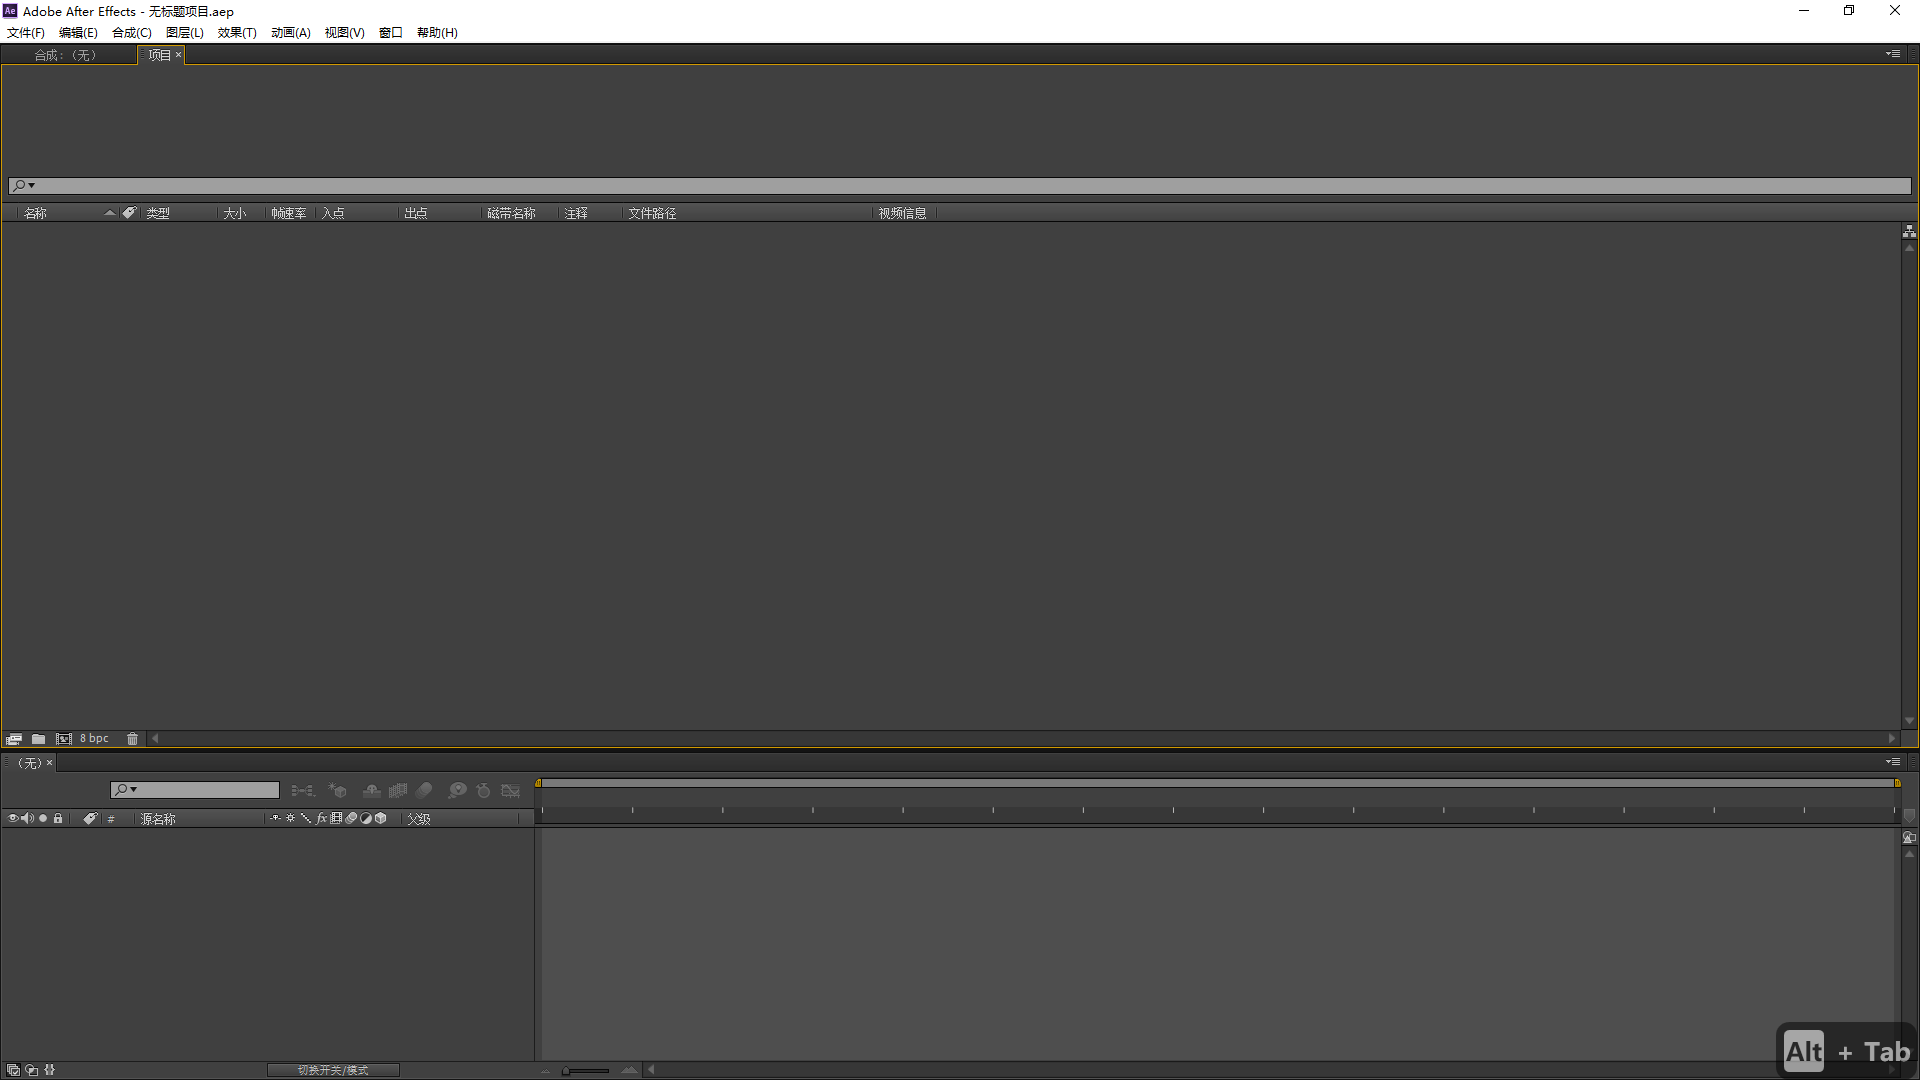 Ae Adobe After Effects - 无标题项目.aep
文件(F) 编辑(E) 合成(C) 图层(L) 效果(T) 动画(A) 视图(V) 窗口 帮助(H)
合成：（无） 项目 ×
名称 类型 大小 帧速率 入点 出点 磁带名称 注释 文件路径 视频信息
8 bpc
（无） ×
# 源名称 fx 父级
切换开关/模式
Alt + Tab